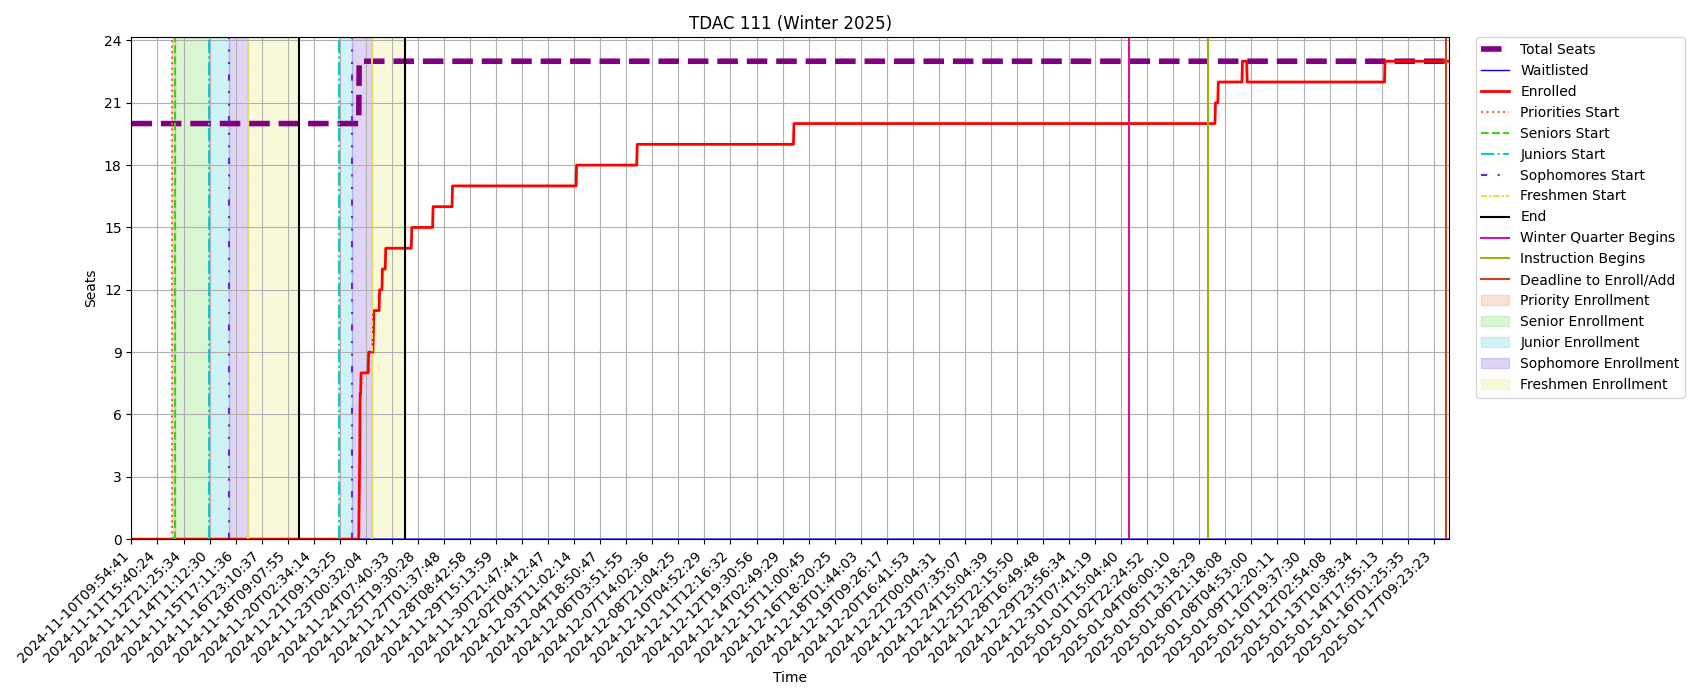 TDAC 111 (Winter 2025)
24
21
18
15
12
9
6
3
0
Seats
2024-11-10T09:54:41
2024-11-11T15:40:24
2024-11-12T21:25:34
2024-11-14T11:12:30
2024-11-15T17:11:36
2024-11-16T23:10:37
2024-11-18T09:07:55
2024-11-20T02:34:14
2024-11-21T09:13:25
2024-11-23T00:32:04
2024-11-24T07:40:33
2024-11-25T19:30:28
2024-11-27T01:37:48
2024-11-28T08:42:58
2024-11-29T15:13:59
2024-11-30T21:47:44
2024-12-02T04:12:47
2024-12-03T11:02:14
2024-12-04T18:50:47
2024-12-06T03:51:55
2024-12-07T14:02:36
2024-12-08T21:04:25
2024-12-10T04:52:29
2024-12-11T12:16:32
2024-12-12T19:30:56
2024-12-14T02:49:29
2024-12-15T11:00:45
2024-12-16T18:20:25
2024-12-18T01:44:03
2024-12-19T09:26:17
2024-12-20T16:41:53
2024-12-22T00:04:31
2024-12-23T07:35:07
2024-12-24T15:04:39
2024-12-25T22:15:50
2024-12-28T16:49:48
2024-12-29T23:56:34
2024-12-31T07:41:19
2025-01-01T15:04:40
2025-01-02T22:24:52
2025-01-04T06:00:16
2025-01-05T13:18:29
2025-01-06T21:18:08
2025-01-08T04:53:00
2025-01-09T12:20:11
2025-01-10T19:37:30
2025-01-12T02:54:08
2025-01-13T10:38:34
2025-01-14T17:55:13
2025-01-16T01:25:35
2025-01-17T09:23:23
Time
Total Seats
Waitlisted
Enrolled
Priorities Start
Seniors Start
Juniors Start
Sophomores Start
Freshmen Start
End
Winter Quarter Begins
Instruction Begins
Deadline to Enroll/Add
Priority Enrollment
Senior Enrollment
Junior Enrollment
Sophomore Enrollment
Freshmen Enrollment